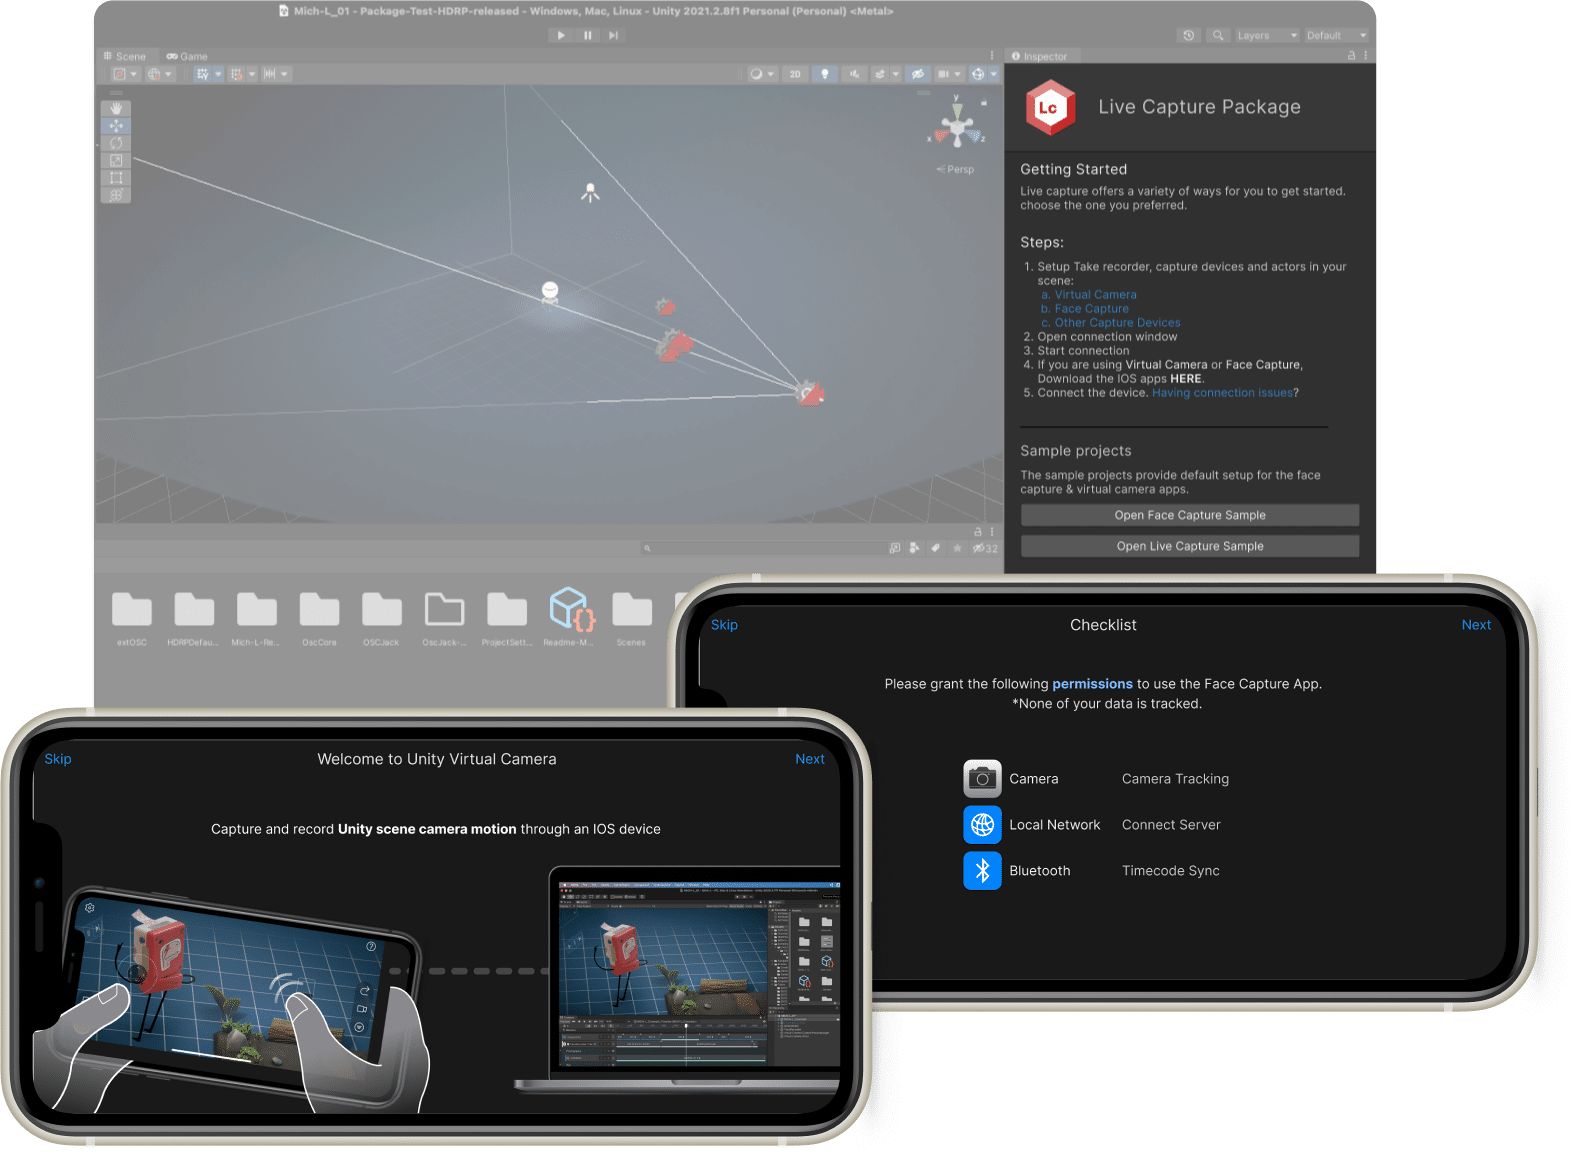 Mich-L_01 - Package-Test-HDRP-released - Windows, Mac, Linux - Unity 2021.2.8f1 Personal (Personal) <Metal>
Layers
Default
Scene
Game
2D
Inspector
y
x
z
Persp
Lc
Live Capture Package
Getting Started
Live capture offers a variety of ways for you to get started.
choose the one you preferred.
Steps:
1. Setup Take recorder, capture devices and actors in your
scene:
a. Virtual Camera
b. Face Capture
c. Other Capture Devices
2. Open connection window
3. Start connection
4. If you are using Virtual Camera or Face Capture,
Download the IOS apps HERE.
5. Connect the device. Having connection issues?
Sample projects
The sample projects provide default setup for the face
capture & virtual camera apps.
Open Face Capture Sample
Open Live Capture Sample
32
extOSC
HDRPDefau...
Mich-L-Re...
OscCore
OSCJack
OscJack-...
ProjectSett...
Readme-M...
Scenes
Skip
Checklist
Next
Please grant the following permissions to use the Face Capture App.
*None of your data is tracked.
Camera
Camera Tracking
Local Network
Connect Server
Bluetooth
Timecode Sync
Skip
Welcome to Unity Virtual Camera
Next
Capture and record Unity scene camera motion through an IOS device